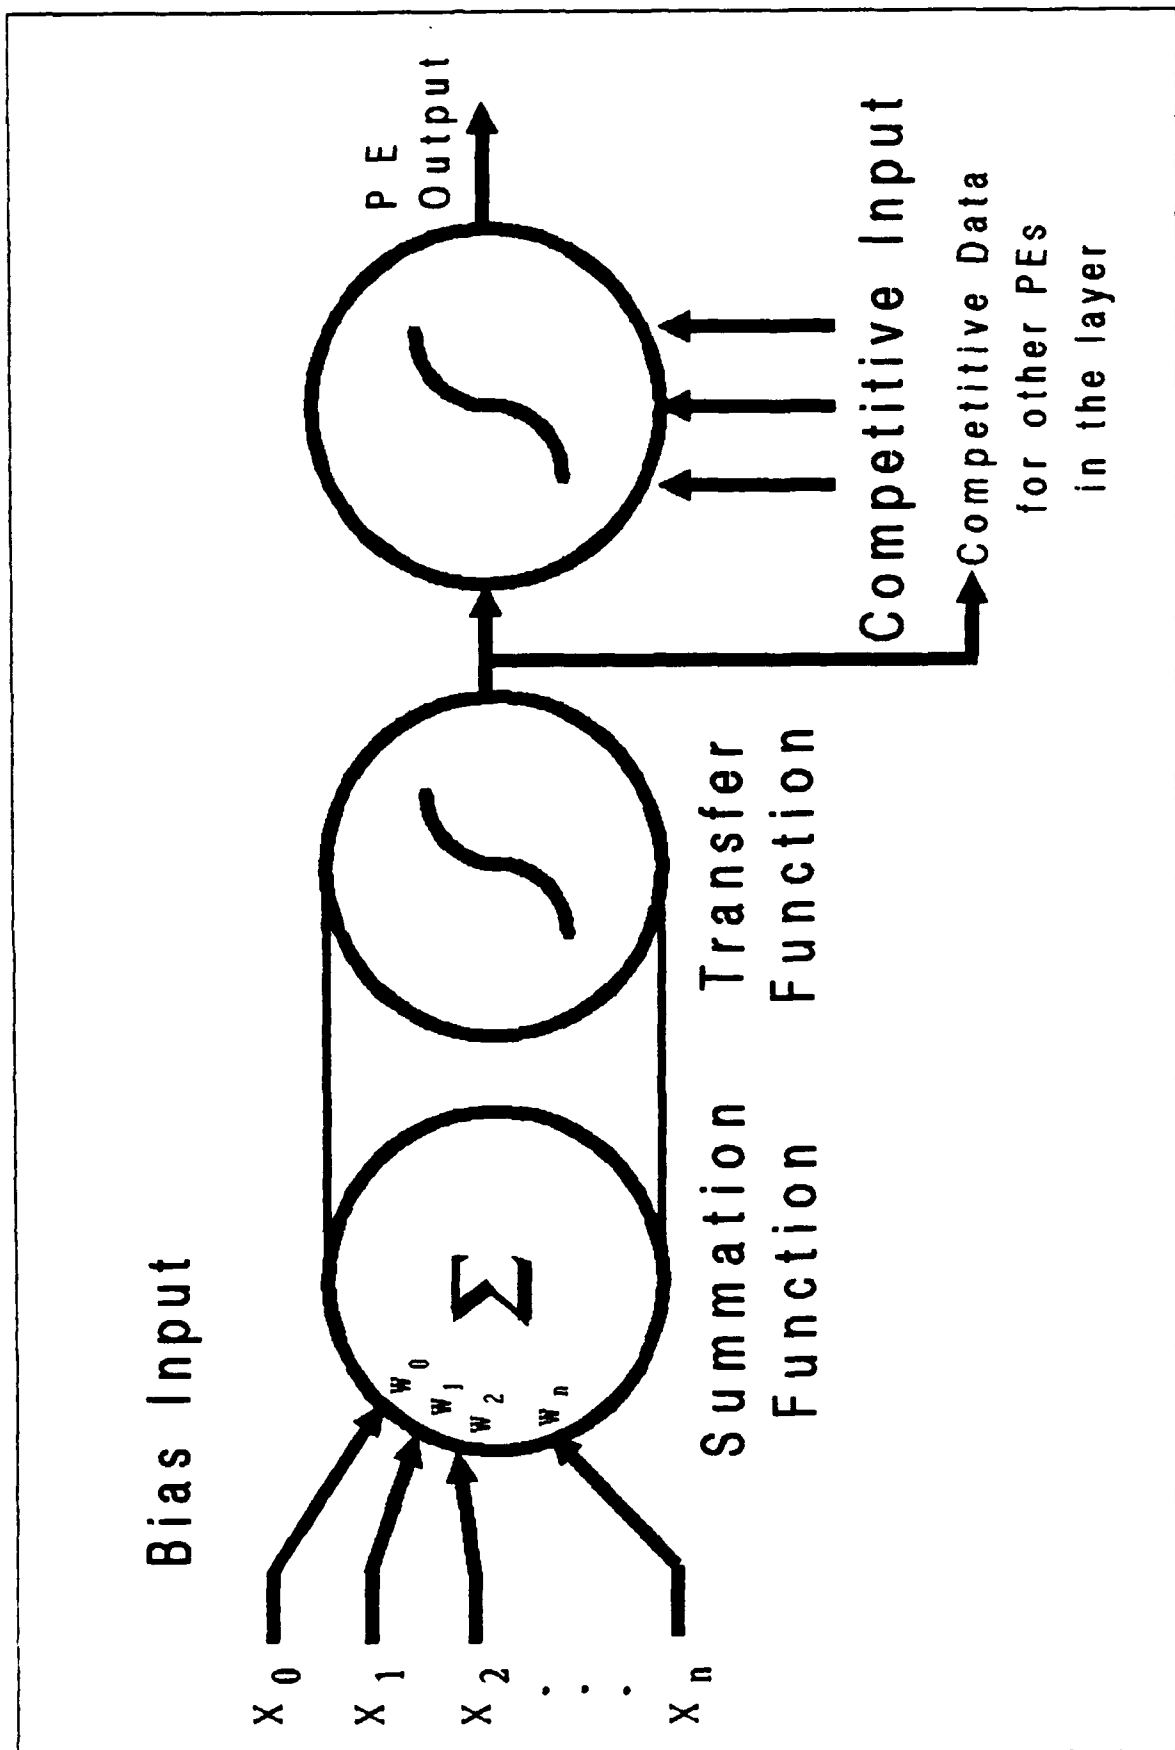 Bias Input
X0
X1
X2
.
.
.
Xn
W0
W1
W2
Wn
Σ
Summation
Function
Transfer
Function
PE
Output
Competitive Input
Competitive Data
for other PEs
in the layer